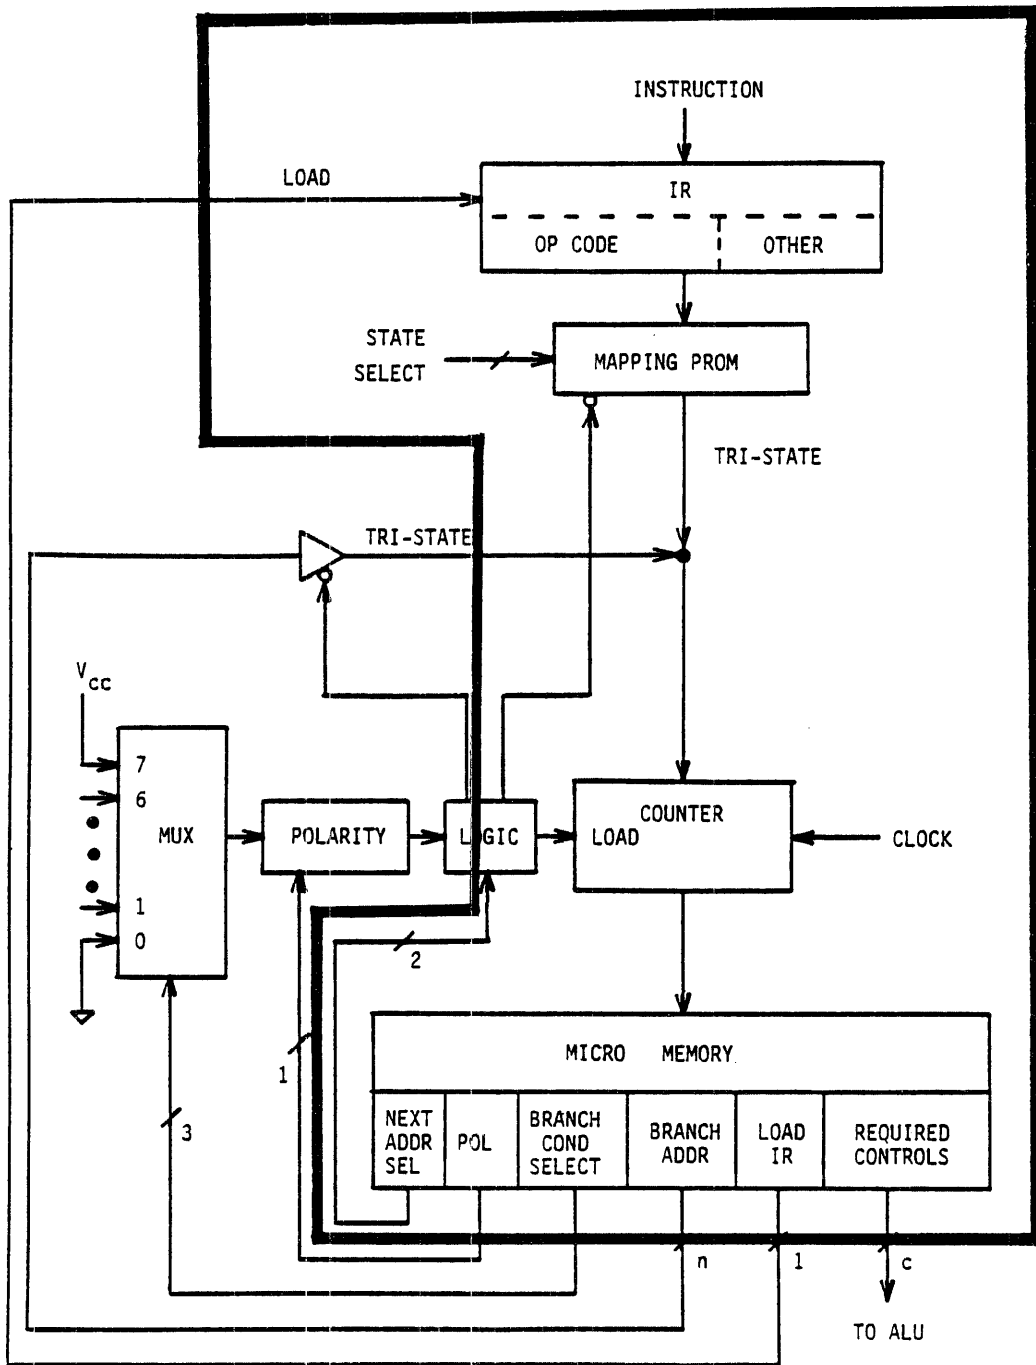 INSTRUCTION
LOAD
IR
OP CODE
OTHER
STATE
SELECT
MAPPING PROM
TRI-STATE
TRI-STATE
Vcc
7
6
MUX
1
0
POLARITY
LOGIC
COUNTER
LOAD
CLOCK
2
1
3
MICRO MEMORY
NEXT
ADDR
SEL
POL
BRANCH
COND
SELECT
BRANCH
ADDR
LOAD
IR
REQUIRED
CONTROLS
n
1
c
TO ALU